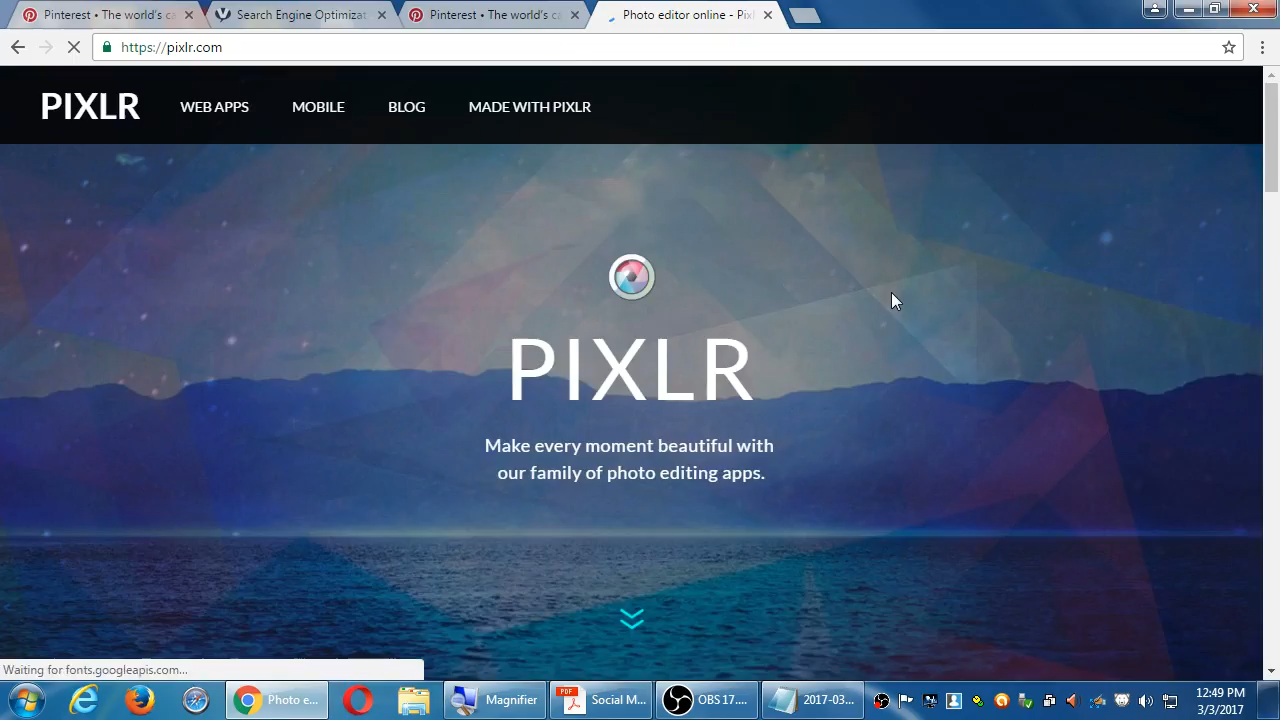 Pinterest • The world's ca
Search Engine Optimizat
Pinterest • The world's ca
Photo editor online - Pixl
https://pixlr.com
PIXLR
WEB APPS
MOBILE
BLOG
MADE WITH PIXLR
PIXLR
Make every moment beautiful with
our family of photo editing apps.
Waiting for fonts.googleapis.com...
Photo e...
Magnifier
PDF
Social M...
OBS 17....
2017-03...
12:49 PM
3/3/2017